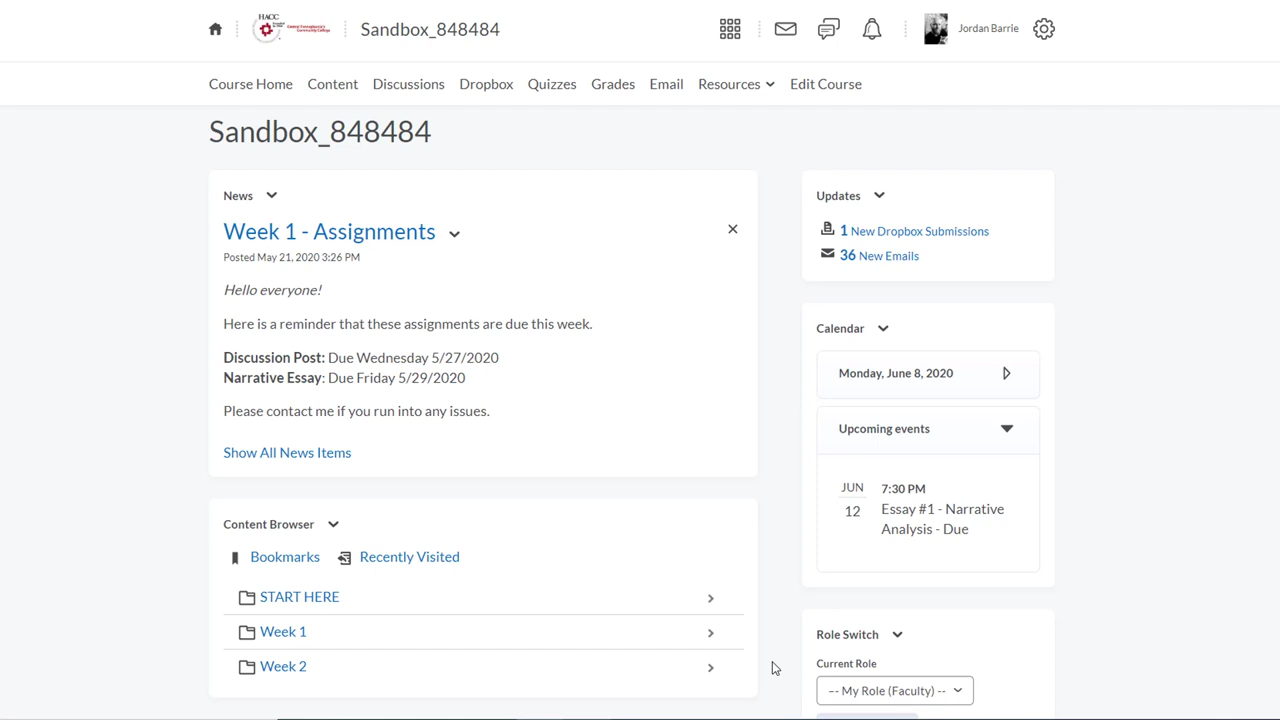 HACC
Central Pennsylvania's
Community College
Sandbox_848484
Jordan Barrie
Course Home
Content
Discussions
Dropbox
Quizzes
Grades
Email
Resources
Edit Course
Sandbox_848484
News
Week 1 - Assignments
Posted May 21, 2020 3:26 PM
Hello everyone!
Here is a reminder that these assignments are due this week.
Discussion Post: Due Wednesday 5/27/2020
Narrative Essay: Due Friday 5/29/2020
Please contact me if you run into any issues.
Show All News Items
Content Browser
Bookmarks
Recently Visited
START HERE
Week 1
Week 2
Updates
1 New Dropbox Submissions
36 New Emails
Calendar
Monday, June 8, 2020
Upcoming events
JUN
12
7:30 PM
Essay #1 - Narrative
Analysis - Due
Role Switch
Current Role
-- My Role (Faculty) --